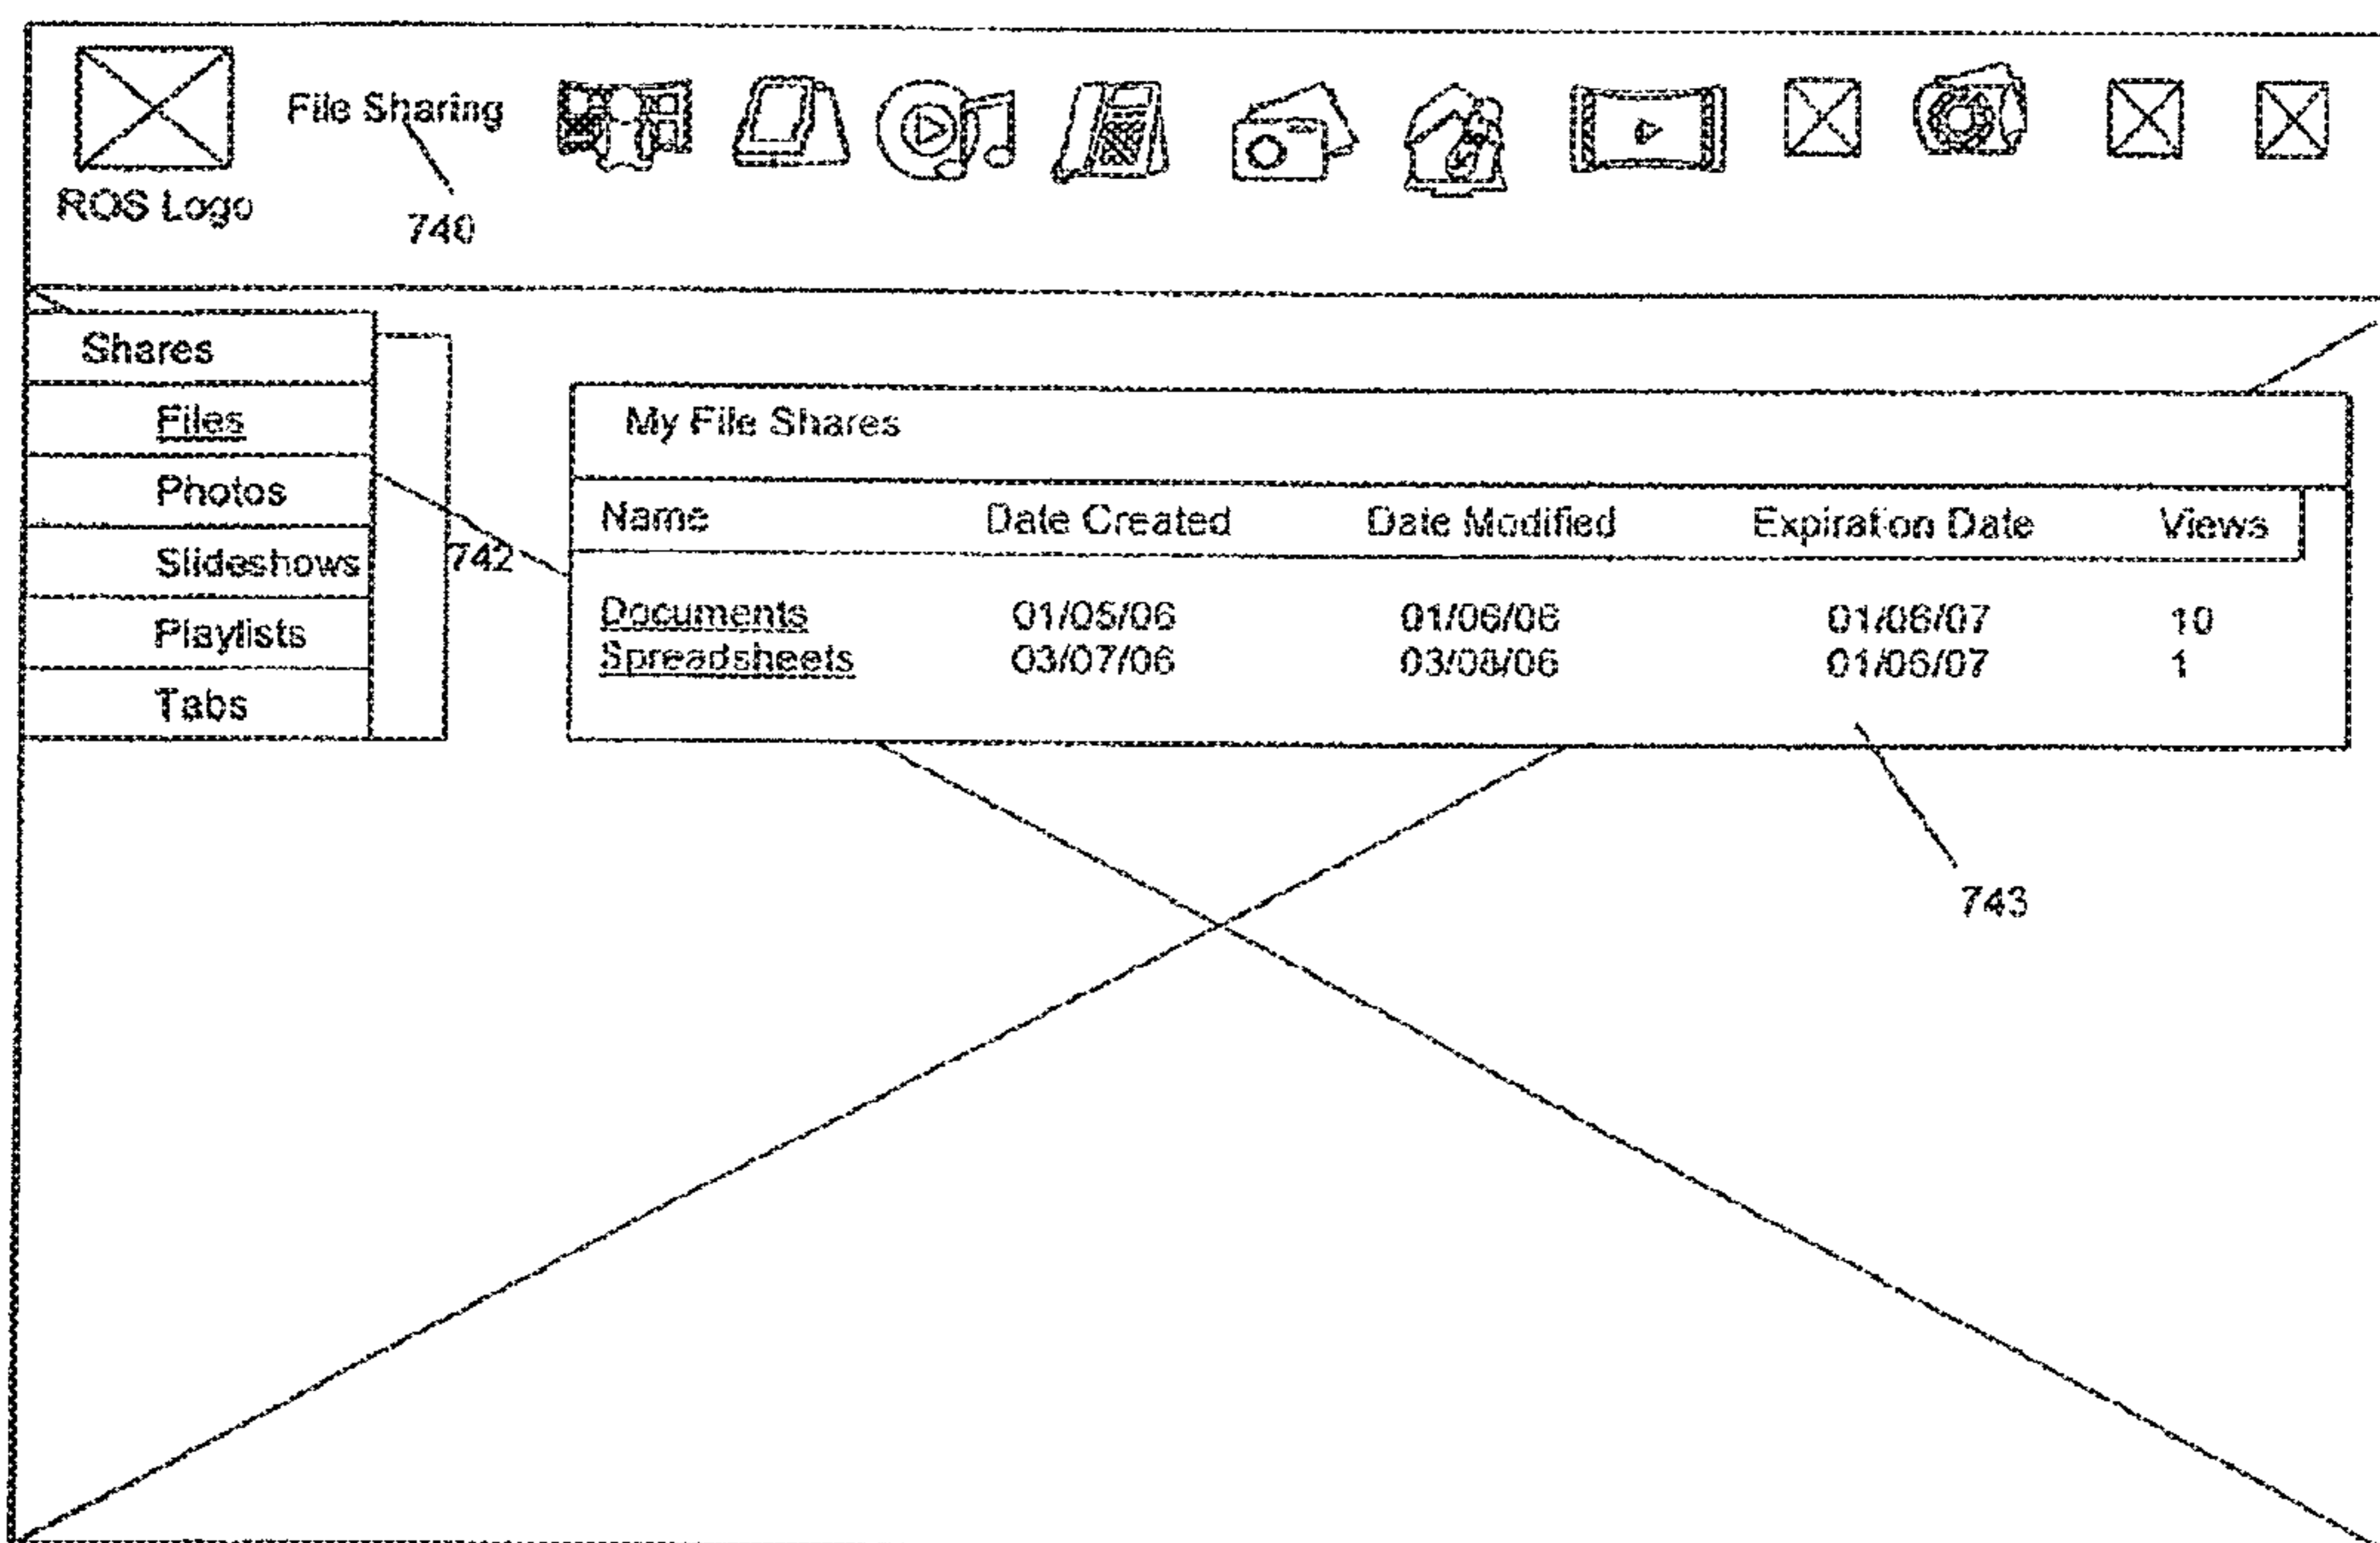 File Sharing
ROS Logo
740
Shares
Files
Photos
Slideshows
Playlists
Tabs
742
My File Shares
Name Date Created Date Modified Expiration Date Views
Documents 01/05/06 01/06/06 01/06/07 10
Spreadsheets 03/07/06 03/08/06 01/06/07 1
743